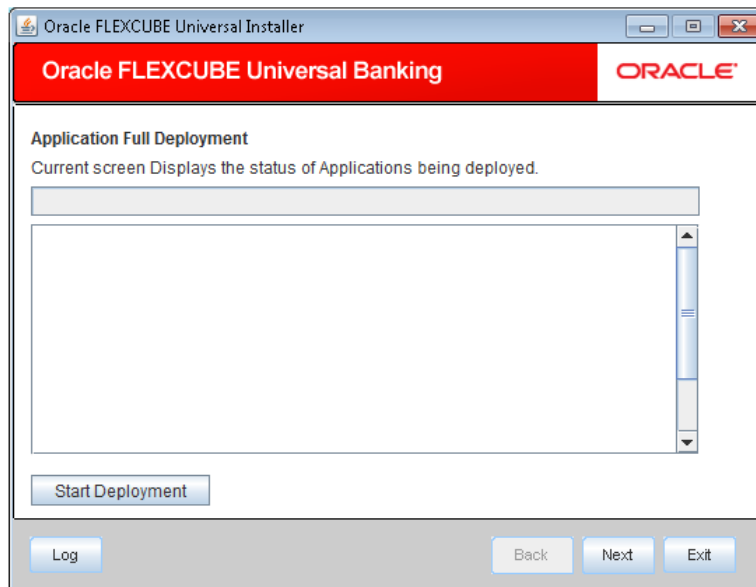 Oracle FLEXCUBE Universal Installer
Oracle FLEXCUBE Universal Banking
ORACLE®
Application Full Deployment
Current screen Displays the status of Applications being deployed.
Start Deployment
Log
Back
Next
Exit